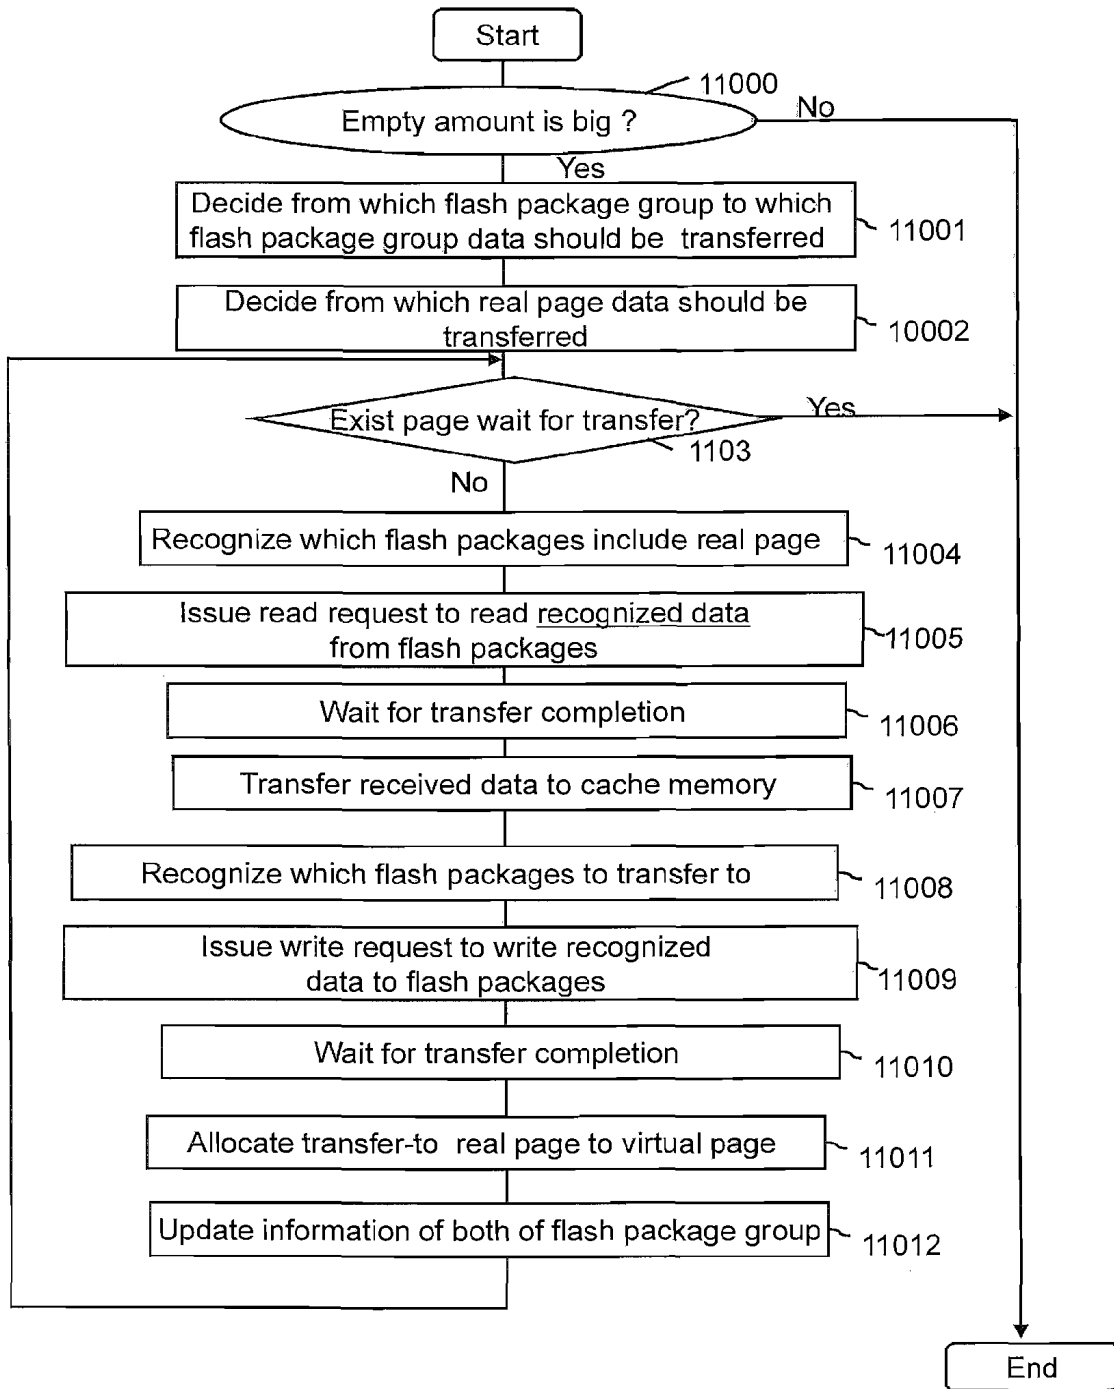 Start
11000
No
Empty amount is big ?
Yes
Decide from which flash package group to which
flash package group data should be transferred
11001
Decide from which real page data should be
transferred
10002
Exist page wait for transfer?
Yes
1103
No
Recognize which flash packages include real page
11004
Issue read request to read recognized data
from flash packages
11005
Wait for transfer completion
11006
Transfer received data to cache memory
11007
Recognize which flash packages to transfer to
11008
Issue write request to write recognized
data to flash packages
11009
Wait for transfer completion
11010
Allocate transfer-to real page to virtual page
11011
Update information of both of flash package group
11012
End